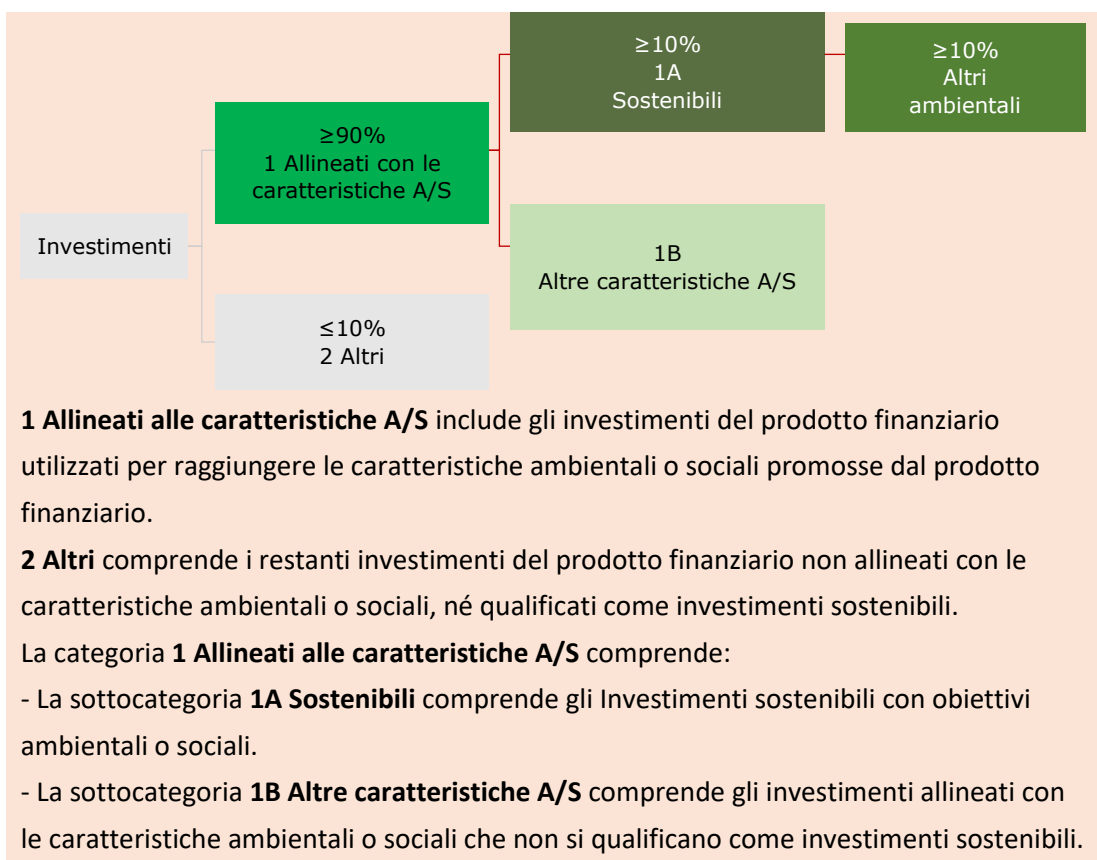 ≥10%
1A
Sostenibili
≥10%
Altri
ambientali
≥90%
1 Allineati con le
caratteristiche A/S
Investimenti
1B
Altre caratteristiche A/S
≤10%
2 Altri
1 Allineati alle caratteristiche A/S include gli investimenti del prodotto finanziario
utilizzati per raggiungere le caratteristiche ambientali o sociali promosse dal prodotto
finanziario.
2 Altri comprende i restanti investimenti del prodotto finanziario non allineati con le
caratteristiche ambientali o sociali, né qualificati come investimenti sostenibili.
La categoria 1 Allineati alle caratteristiche A/S comprende:
- La sottocategoria 1A Sostenibili comprende gli Investimenti sostenibili con obiettivi
ambientali o sociali.
- La sottocategoria 1B Altre caratteristiche A/S comprende gli investimenti allineati con
le caratteristiche ambientali o sociali che non si qualificano come investimenti sostenibili.